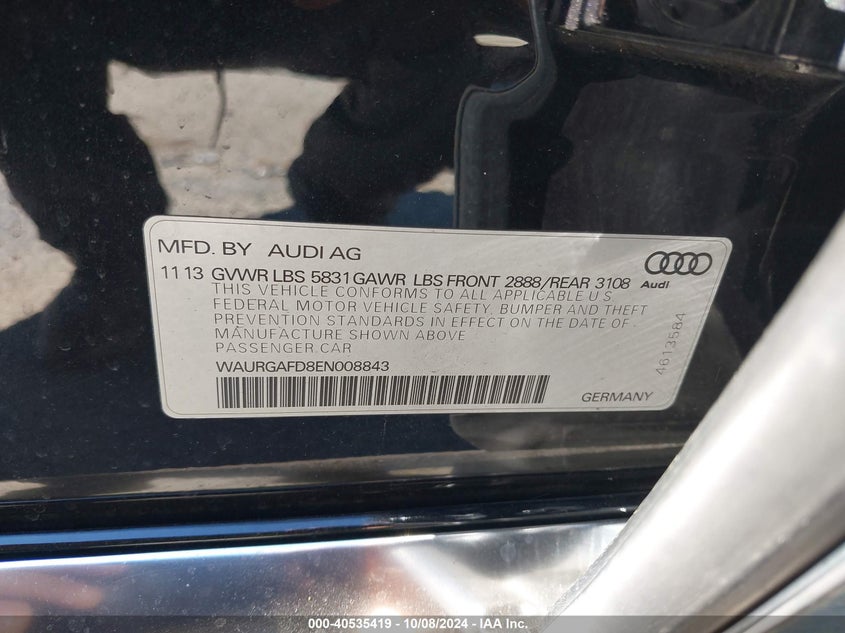 MFD. BY AUDI AG
11 13 GVWR LBS 5831 GAWR LBS FRONT 2888/REAR 3108
Audi
THIS VEHICLE CONFORMS TO ALL APPLICABLE U S
FEDERAL MOTOR VEHICLE SAFETY, BUMPER AND THEFT
PREVENTION STANDARDS IN EFFECT ON THE DATE OF
MANUFACTURE SHOWN ABOVE
PASSENGER CAR
4613584
WAURGAFD8EN008843
GERMANY
000-40535419 - 10/08/2024 - IAA Inc.